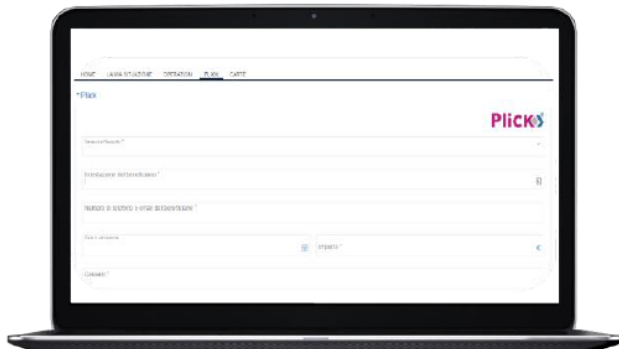 HOME LA MIA SITUAZIONE OPERATION PLICK CARTE
Plick
PliCK
Intestazione del beneficiario *
Numero di telefono o email del beneficiario *
Importo * €